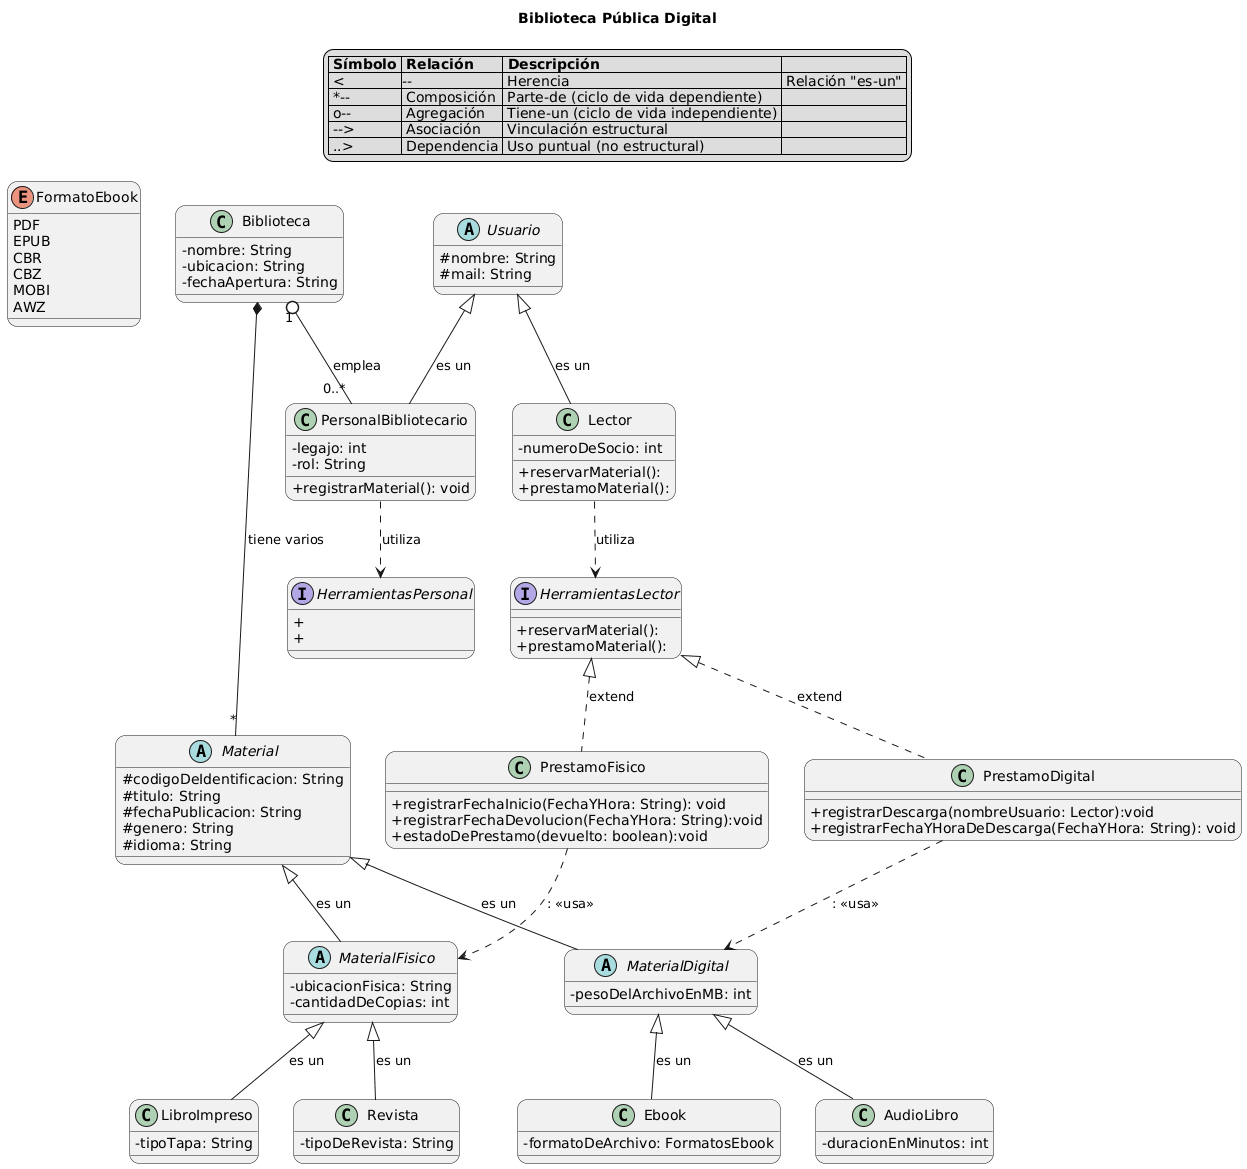 Biblioteca Pública Digital
Símbolo Relación Descripción
< -- Herencia Relación "es-un"
*-- Composición Parte-de (ciclo de vida dependiente)
o-- Agregación Tiene-un (ciclo de vida independiente)
--> Asociación Vinculación estructural
..> Dependencia Uso puntual (no estructural)
E FormatoEbook
PDF
EPUB
CBR
CBZ
MOBI
AWZ
C Biblioteca
-nombre: String
-ubicacion: String
-fechaApertura: String
A Usuario
#nombre: String
#mail: String
1
emplea
0..*
es un
es un
C PersonalBibliotecario
-legajo: int
-rol: String
+registrarMaterial(): void
C Lector
-numeroDeSocio: int
+reservarMaterial():
+prestamoMaterial():
tiene varios
*
utiliza
utiliza
I HerramientasPersonal
+
+
I HerramientasLector
+reservarMaterial():
+prestamoMaterial():
extend
extend
A Material
#codigoDeIdentificacion: String
#titulo: String
#fechaPublicacion: String
#genero: String
#idioma: String
C PrestamoFisico
+registrarFechaInicio(FechaYHora: String): void
+registrarFechaDevolucion(FechaYHora: String):void
+estadoDePrestamo(devuelto: boolean):void
C PrestamoDigital
+registrarDescarga(nombreUsuario: Lector):void
+registrarFechaYHoraDeDescarga(FechaYHora: String): void
es un
es un
: «usa»
: «usa»
A MaterialFisico
-ubicacionFisica: String
-cantidadDeCopias: int
A MaterialDigital
-pesoDelArchivoEnMB: int
es un
es un
es un
es un
C LibroImpreso
-tipoTapa: String
C Revista
-tipoDeRevista: String
C Ebook
-formatoDeArchivo: FormatosEbook
C AudioLibro
-duracionEnMinutos: int